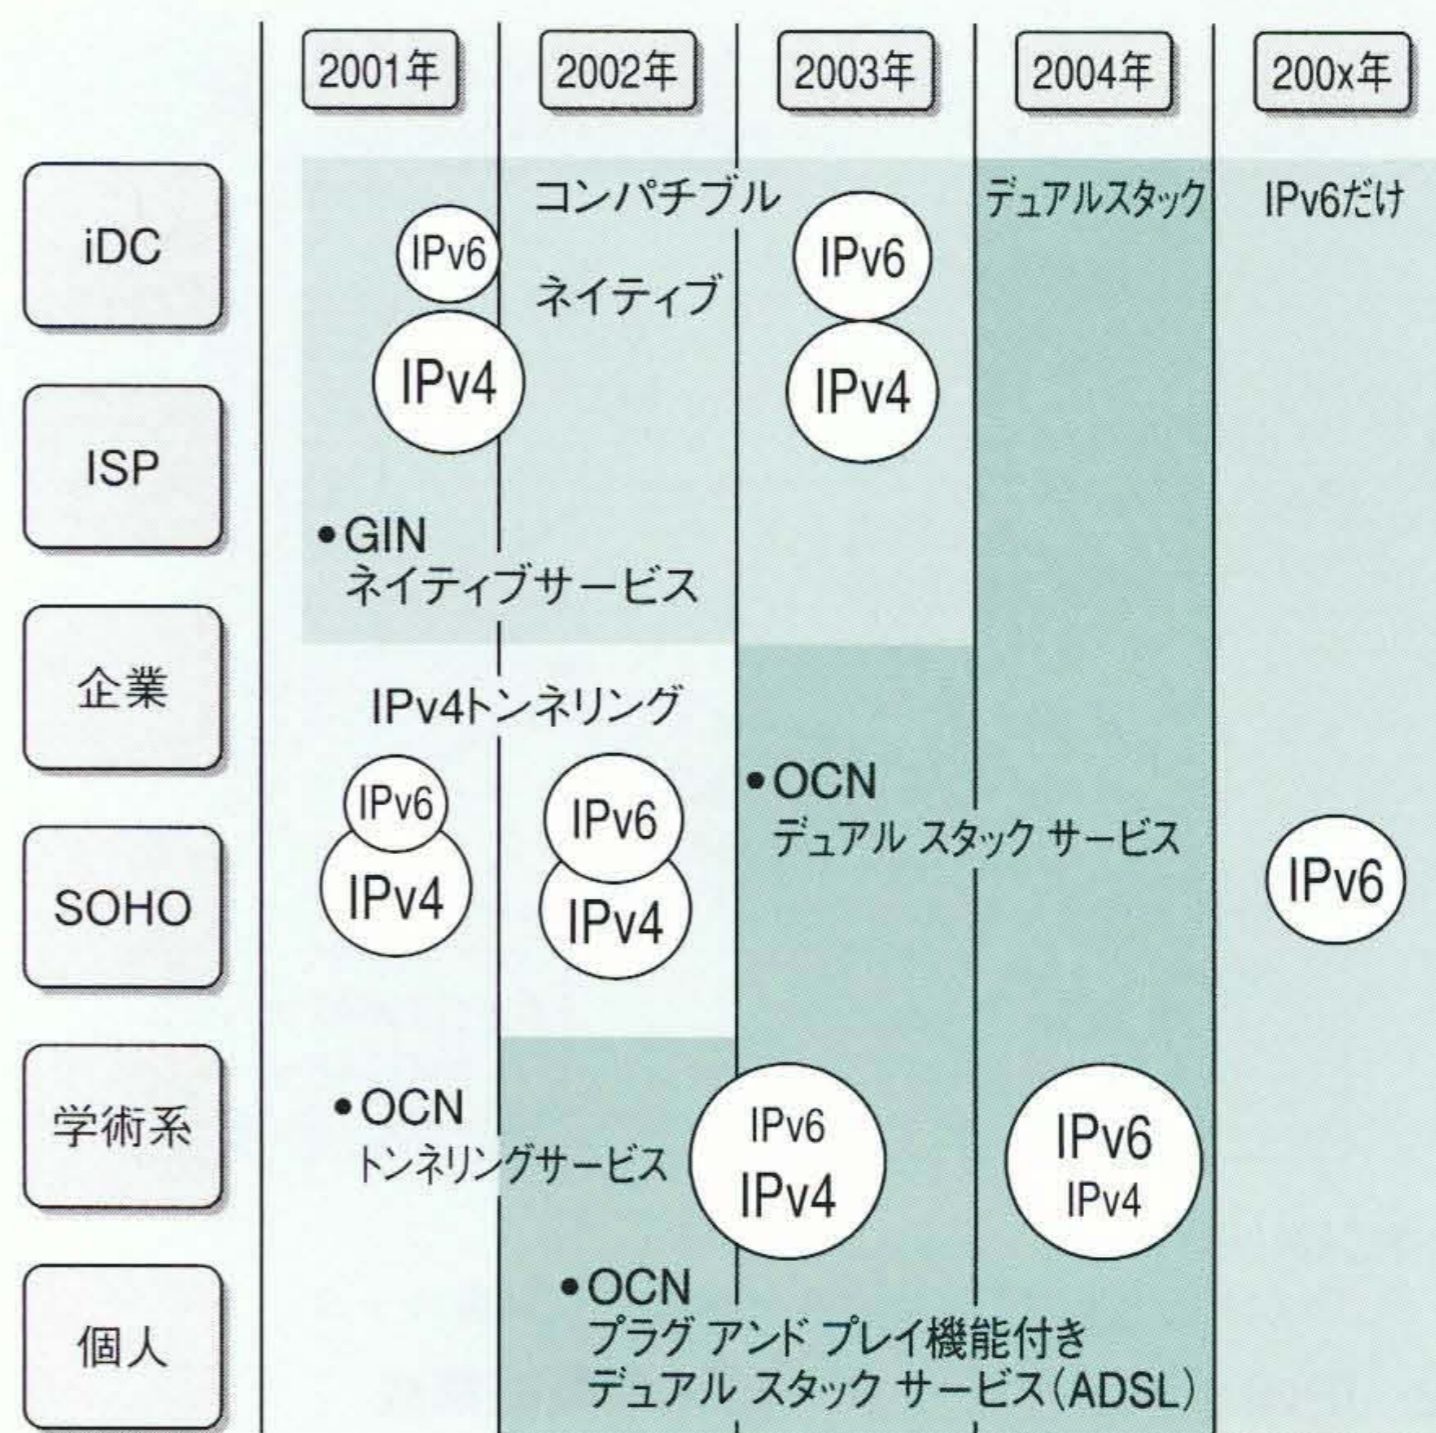 2001年
2002年
2003年
2004年
200x年
iDC
ISP
企業
SOHO
学術系
個人
IPv6
IPv4
コンパチブル
ネイティブ
IPv6
IPv4
デュアルスタック
IPv6だけ
•GIN
ネイティブサービス
IPv4トンネリング
IPv6
IPv4
IPv6
IPv4
•OCN
デュアル スタック サービス
IPv6
•OCN
トンネリングサービス
IPv6
IPv4
IPv6
IPv4
•OCN
プラグ アンド プレイ機能付き
デュアル スタック サービス(ADSL)